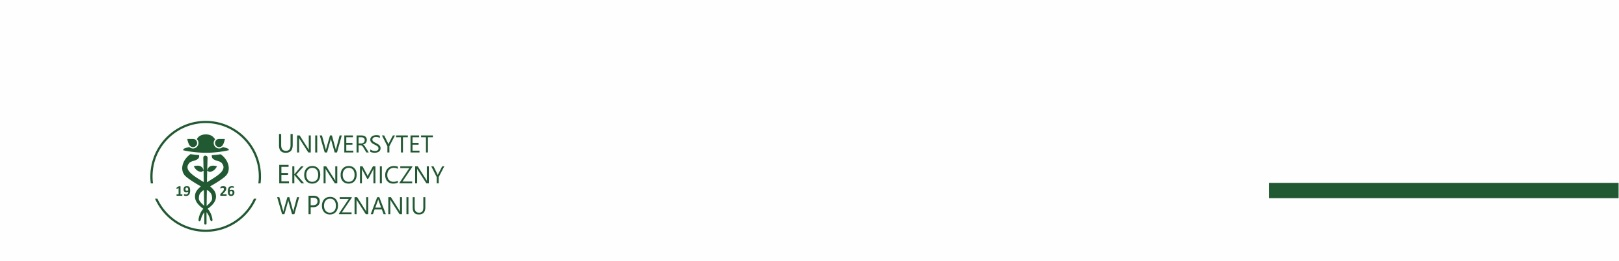 19 26
UNIWERSYTET
EKONOMICZNY
W POZNANIU